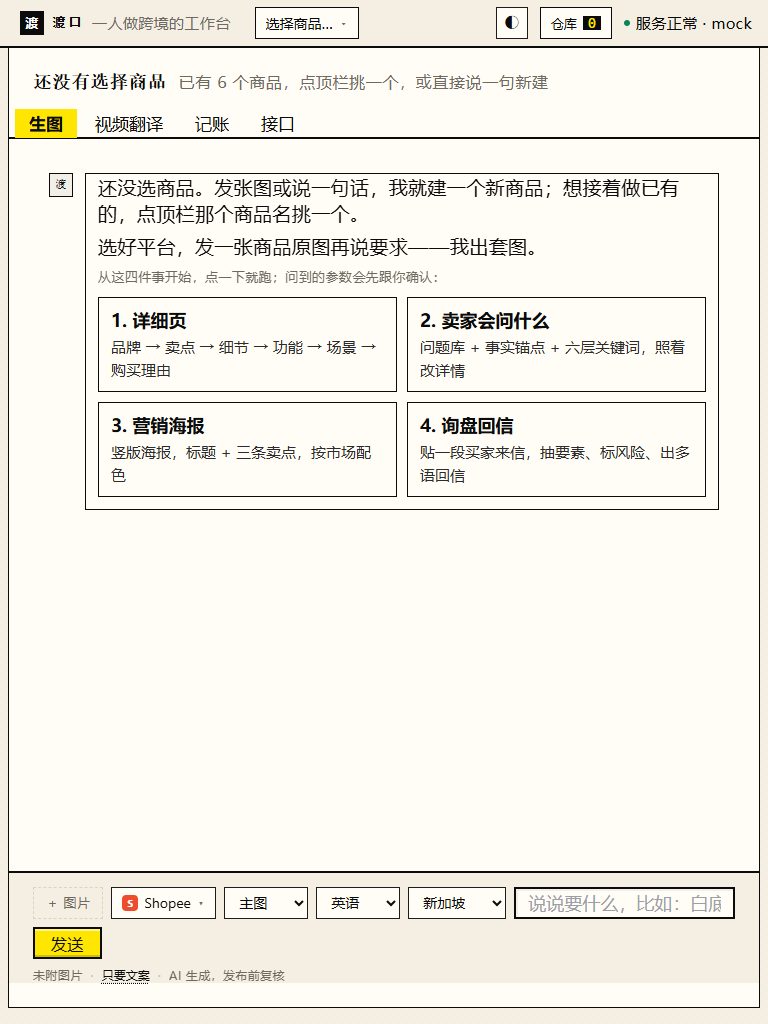 渡 渡口 一人做跨境的工作台 选择商品... 仓库 0 服务正常 · mock
还没有选择商品 已有 6 个商品，点顶栏挑一个，或直接说一句新建
生图 视频翻译 记账 接口
渡
还没选商品。发张图或说一句话，我就建一个新商品；想接着做已有
的，点顶栏那个商品名挑一个。
选好平台，发一张商品原图再说要求——我出套图。
从这四件事开始，点一下就跑；问到的参数会先跟你确认：
1. 详细页
品牌 → 卖点 → 细节 → 功能 → 场景 →
购买理由
2. 卖家会问什么
问题库 + 事实锚点 + 六层关键词，照着
改详情
3. 营销海报
竖版海报，标题 + 三条卖点，按市场配
色
4. 询盘回信
贴一段买家来信，抽要素、标风险、出多
语回信
+ 图片 S Shopee 主图 英语 新加坡 说说要什么，比如：白底
发送
未附图片 · 只要文案 · AI 生成，发布前复核